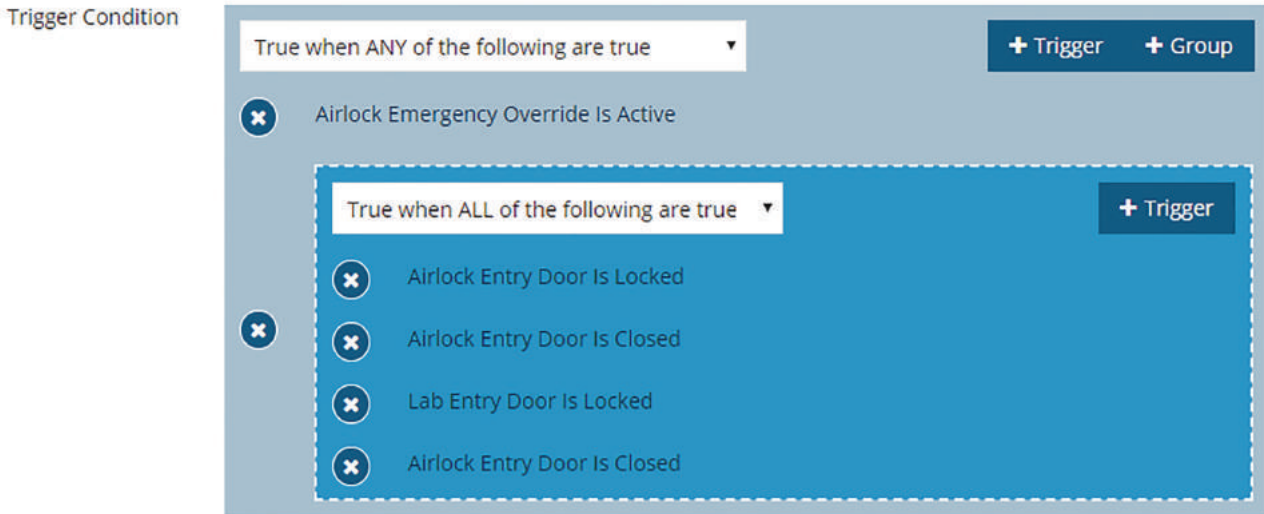 Trigger Condition
True when ANY of the following are true
+ Trigger
+ Group
Airlock Emergency Override Is Active
True when ALL of the following are true
+ Trigger
Airlock Entry Door Is Locked
Airlock Entry Door Is Closed
Lab Entry Door Is Locked
Airlock Entry Door Is Closed